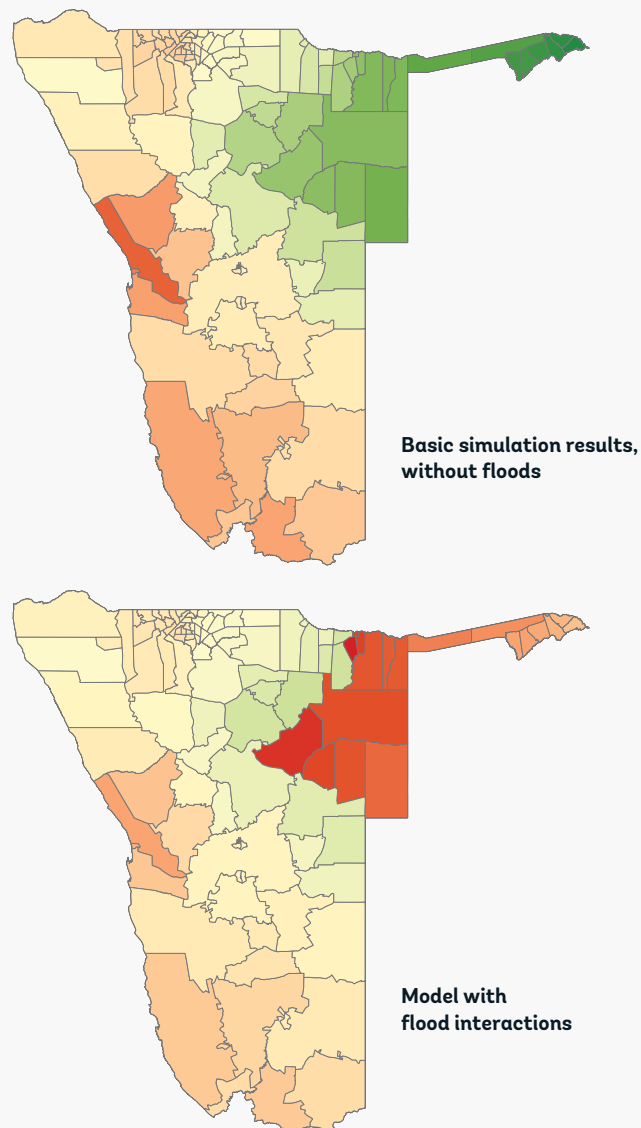 Basic simulation results,
without floods
Model with
flood interactions